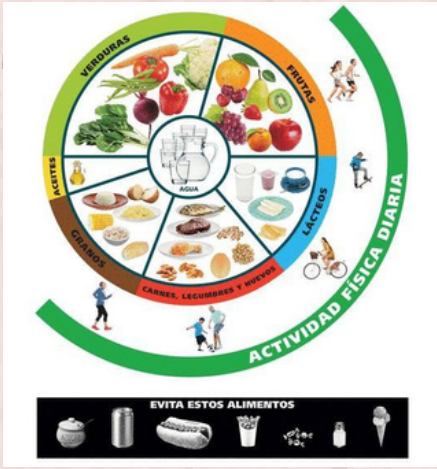 VERDURAS
FRUTAS
ACEITES
AGUA
LÁCTEOS
GRANOS
CARNES, LEGUMBRES Y HUEVOS
ACTIVIDAD FÍSICA DIARIA
EVITA ESTOS ALIMENTOS